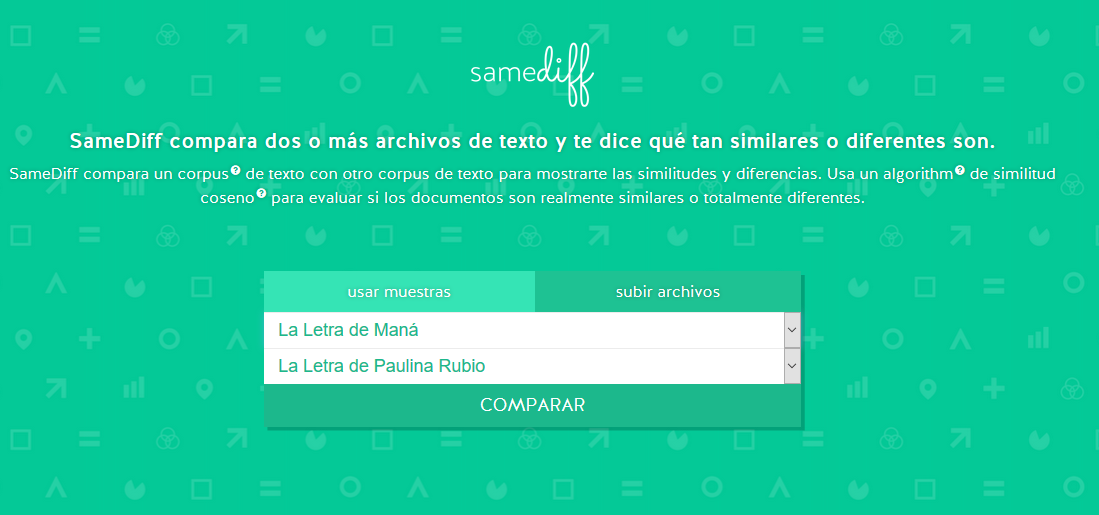 samediff
SameDiff compara dos o más archivos de texto y te dice qué tan similares o diferentes son.
SameDiff compara un corpus? de texto con otro corpus de texto para mostrarte las similitudes y diferencias. Usa un algorithm? de similitud
coseno? para evaluar si los documentos son realmente similares o totalmente diferentes.
usar muestras
subir archivos
La Letra de Maná
La Letra de Paulina Rubio
COMPARAR